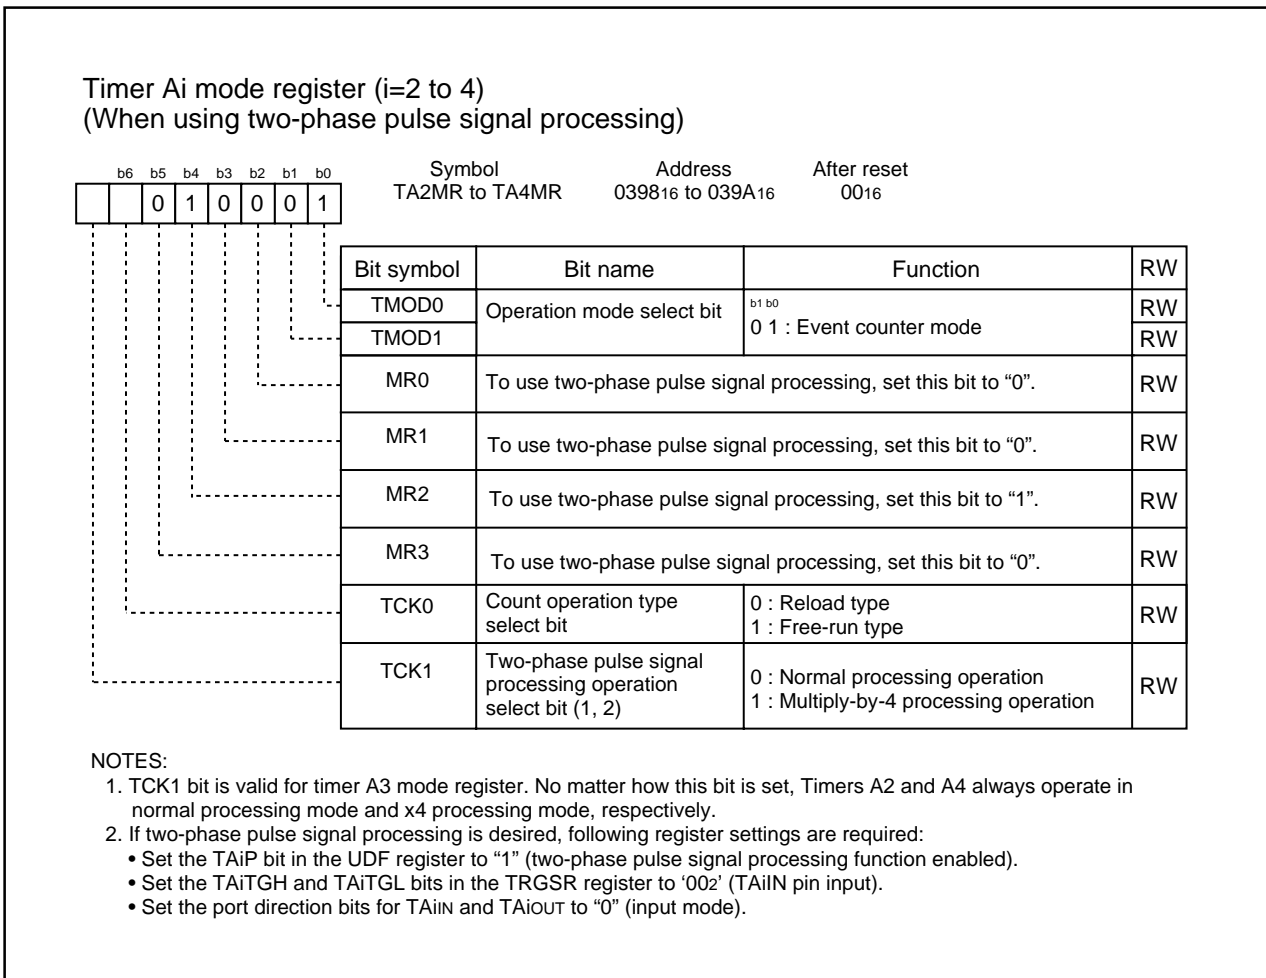 Timer Ai mode register (i=2 to 4)
(When using two-phase pulse signal processing)
b6 b5 b4 b3 b2 b1 b0
0 1 0 0 0 1
Symbol Address After reset
TA2MR to TA4MR 039816 to 039A16 0016
Bit symbol Bit name Function RW
TMOD0 Operation mode select bit b1 b0 RW
TMOD1 0 1 : Event counter mode RW
MR0 To use two-phase pulse signal processing, set this bit to “0”. RW
MR1 To use two-phase pulse signal processing, set this bit to “0”. RW
MR2 To use two-phase pulse signal processing, set this bit to “1”. RW
MR3 To use two-phase pulse signal processing, set this bit to “0”. RW
TCK0 Count operation type 0 : Reload type RW
select bit 1 : Free-run type
TCK1 Two-phase pulse signal
processing operation 0 : Normal processing operation RW
select bit (1, 2) 1 : Multiply-by-4 processing operation
NOTES:
1. TCK1 bit is valid for timer A3 mode register. No matter how this bit is set, Timers A2 and A4 always operate in
normal processing mode and x4 processing mode, respectively.
2. If two-phase pulse signal processing is desired, following register settings are required:
• Set the TAiP bit in the UDF register to “1” (two-phase pulse signal processing function enabled).
• Set the TAiTGH and TAiTGL bits in the TRGSR register to ‘002’ (TAiIN pin input).
• Set the port direction bits for TAiIN and TAiOUT to “0” (input mode).